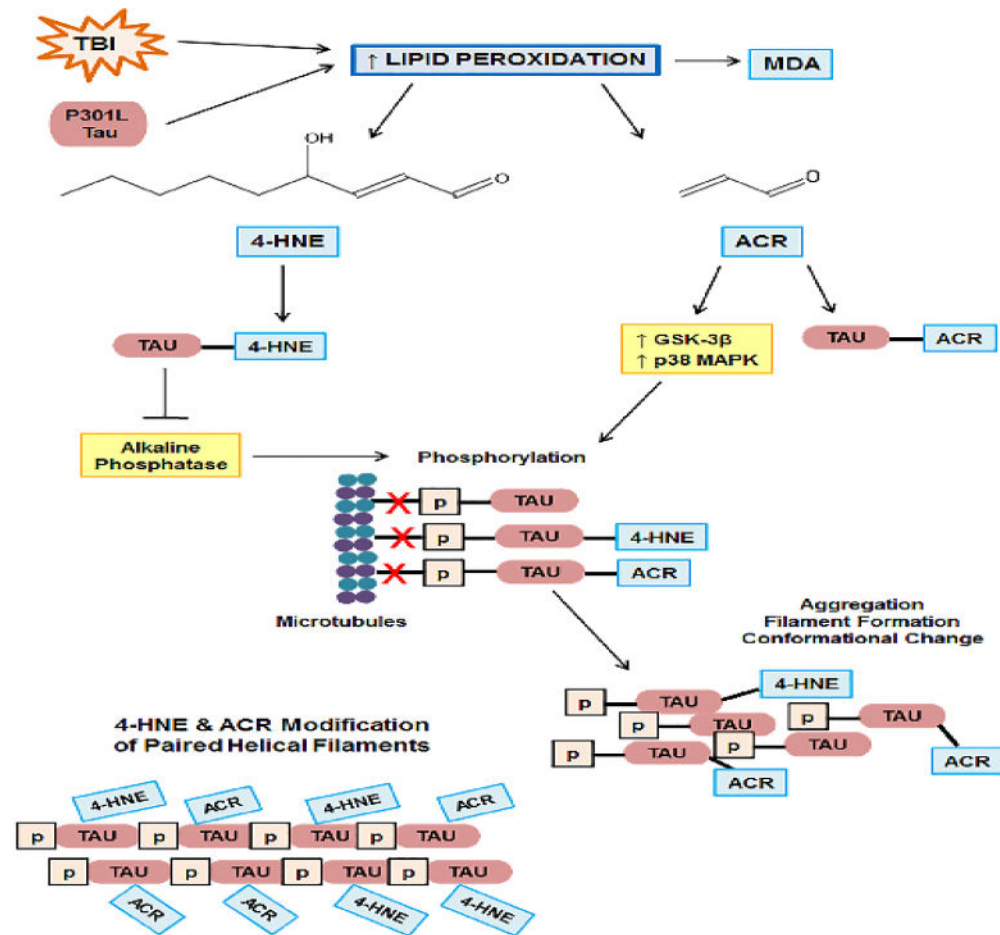 TBI
↑ LIPID PEROXIDATION
MDA
P301L
Tau
OH
O
O
4-HNE
ACR
TAU
4-HNE
↑ GSK-3β
↑ p38 MAPK
TAU
ACR
Alkaline
Phosphatase
Phosphorylation
p
TAU
p
TAU
4-HNE
p
TAU
ACR
Microtubules
Aggregation
Filament Formation
Conformational Change
4-HNE
p
TAU
p
TAU
p
TAU
p
TAU
p
TAU
ACR
ACR
4-HNE & ACR Modification
of Paired Helical Filaments
4-HNE
ACR
4-HNE
ACR
p
TAU
p
TAU
p
TAU
p
TAU
p
TAU
p
TAU
p
TAU
p
TAU
ACR
ACR
4-HNE
4-HNE